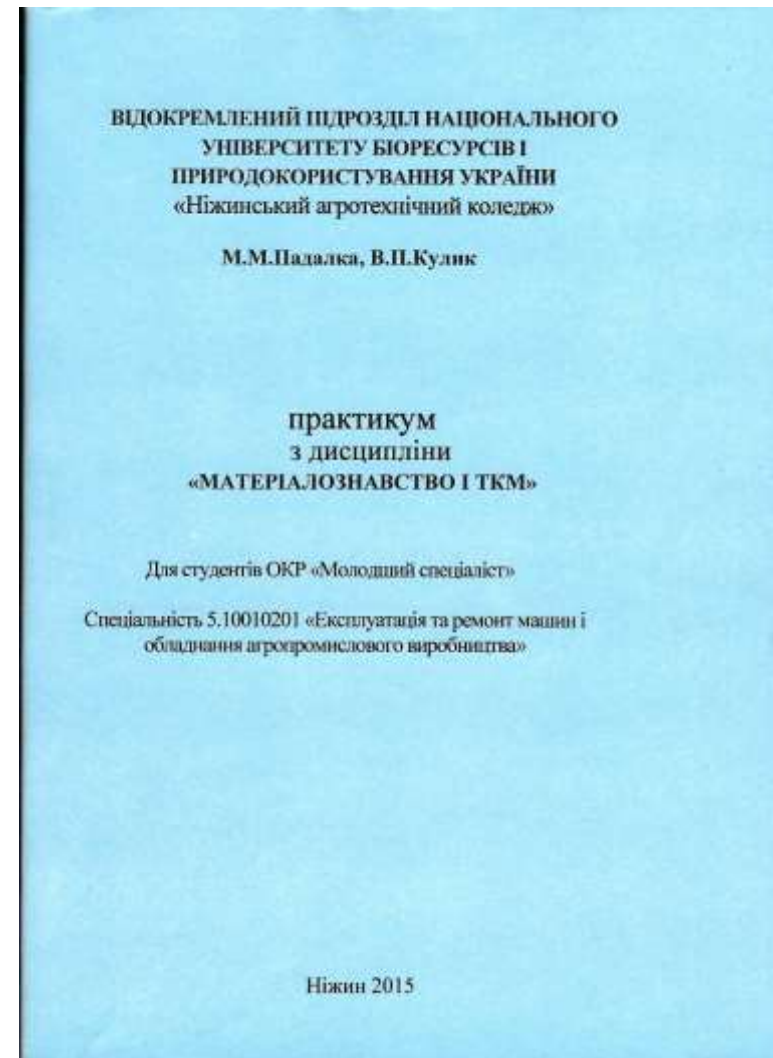 ВІДОКРЕМЛЕНИЙ ПІДРОЗДІЛ НАЦІОНАЛЬНОГО
УНІВЕРСИТЕТУ БІОРЕСУРСІВ І
ПРИРОДОКОРИСТУВАННЯ УКРАЇНИ
«Ніжинський агротехнічний коледж»
М.М.Падалка, В.П.Кулик
практикум
з дисципліни
«МАТЕРІАЛОЗНАВСТВО І ТКМ»
Для студентів ОКР «Молодший спеціаліст»
Спеціальність 5.10010201 «Експлуатація та ремонт машин і
обладнання агропромислового виробництва»
Ніжин 2015